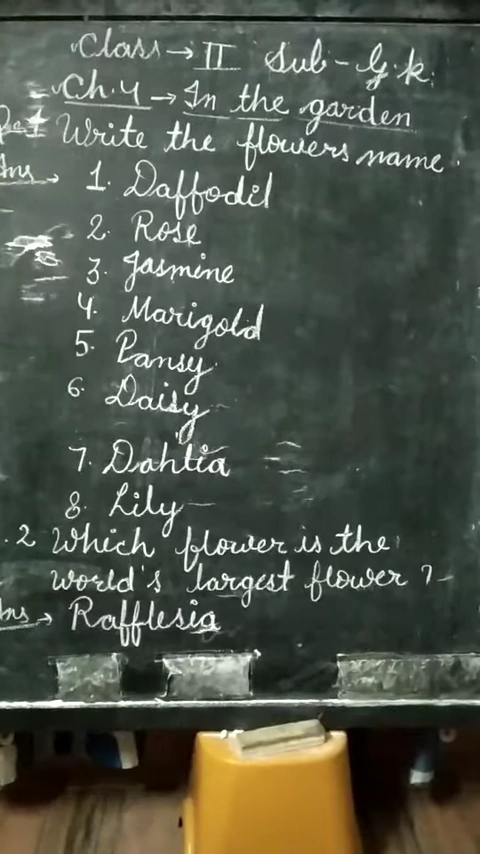 Class → II Sub - G.K.
Ch.4 → In the garden
Write the flowers name.
Ans → 1. Daffodil
2. Rose
3. Jasmine
4. Marigold
5. Pansy
6. Daisy
7. Dahlia
8. Lily
.2 Which flower is the
world's largest flower ?
Ans → Rafflesia